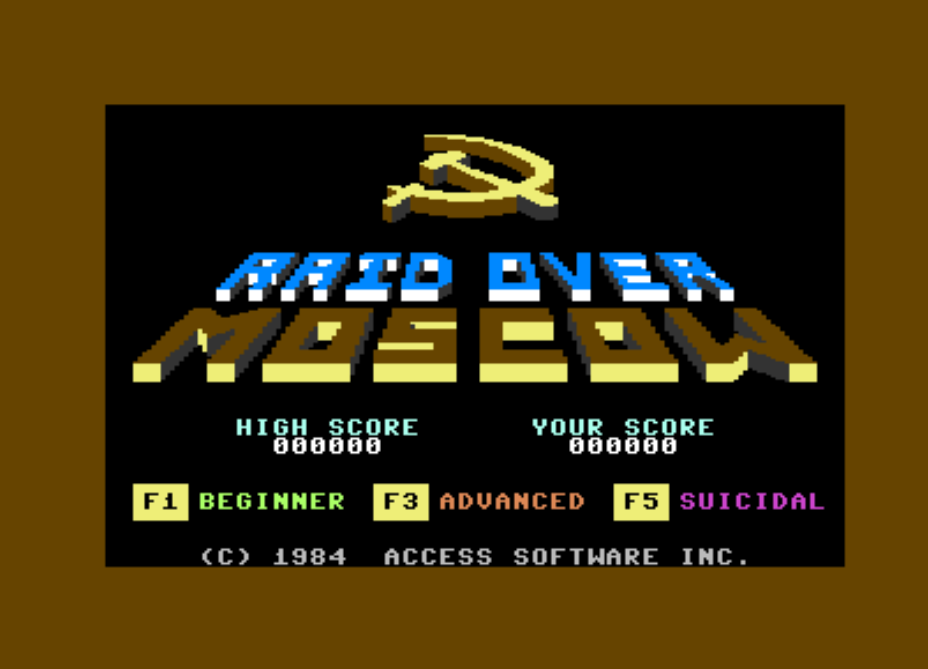 RAID OVER
MOSCOW
HIGH SCORE YOUR SCORE
000000 000000
F1 BEGINNER F3 ADVANCED F5 SUICIDAL
(C) 1984 ACCESS SOFTWARE INC.